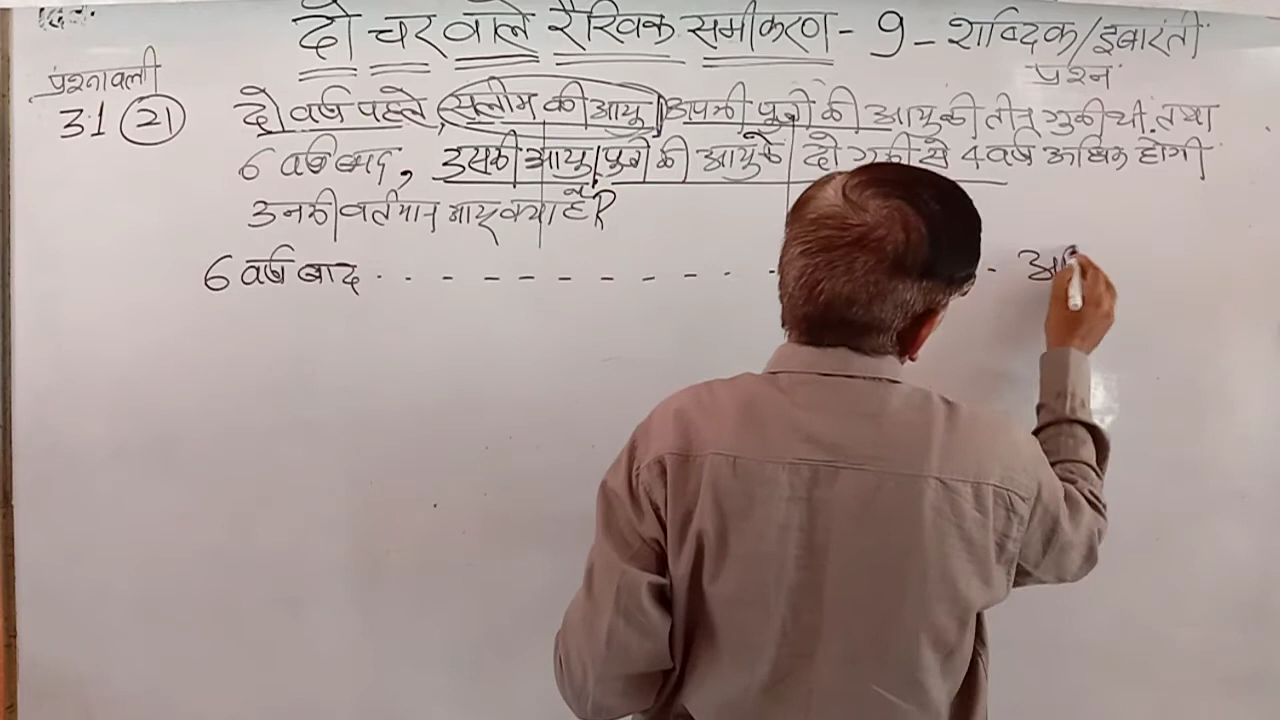 दो चर वाले रैखिक समीकरण - 9 - शाब्दिक/इबारती
प्रश्न
प्रश्नावली
3.1 (21) दो वर्ष पहले, सलीम की आयु अपनी पुत्री की आयु की तीन गुनी थी. तथा
6 वर्ष बाद, उसकी आयु पुत्री की आयु के दो गुनी से 4 वर्ष अधिक होगी
उनकी वर्तमान आयु क्या है
6 वर्ष बाद